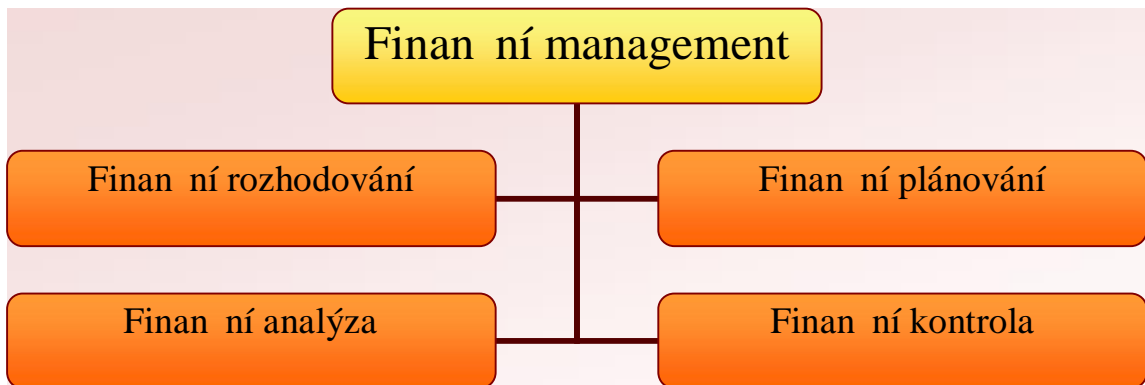 Finan ní management
Finan ní rozhodování
Finan ní plánování
Finan ní analýza
Finan ní kontrola